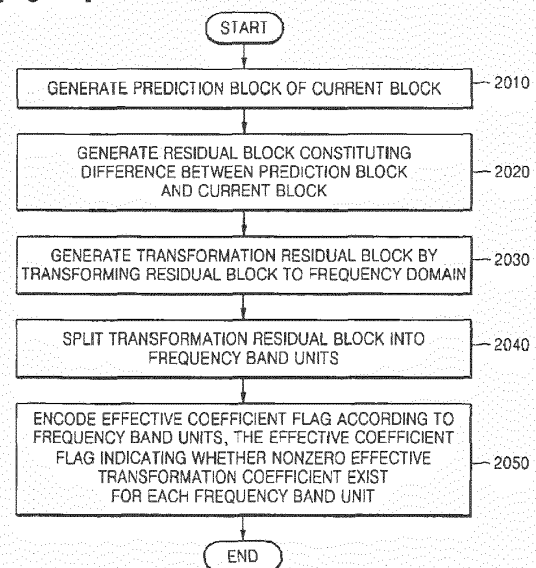 START
GENERATE PREDICTION BLOCK OF CURRENT BLOCK
2010
GENERATE RESIDUAL BLOCK CONSTITUTING
DIFFERENCE BETWEEN PREDICTION BLOCK
AND CURRENT BLOCK
2020
GENERATE TRANSFORMATION RESIDUAL BLOCK BY
TRANSFORMING RESIDUAL BLOCK TO FREQUENCY DOMAIN
2030
SPLIT TRANSFORMATION RESIDUAL BLOCK INTO
FREQUENCY BAND UNITS
2040
ENCODE EFFECTIVE COEFFICIENT FLAG ACCORDING TO
FREQUENCY BAND UNITS, THE EFFECTIVE COEFFICIENT
FLAG INDICATING WHETHER NONZERO EFFECTIVE
TRANSFORMATION COEFFICIENT EXIST
FOR EACH FREQUENCY BAND UNIT
2050
END